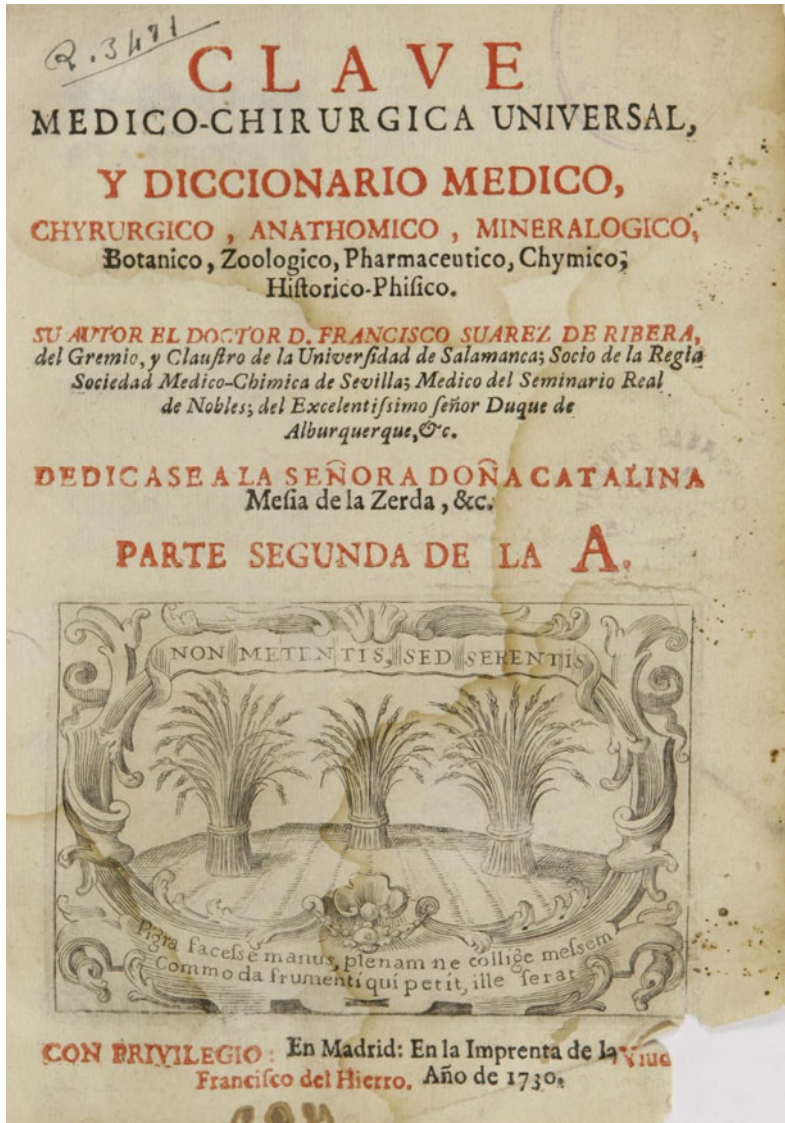 R.3471
CLAVE
MEDICO-CHIRURGICA UNIVERSAL,
Y DICCIONARIO MEDICO,
CHYRURGICO , ANATHOMICO , MINERALOGICO,
Botanico, Zoologico, Pharmaceutico, Chymico;
Hiſtorico-Phiſico.
SU AUTOR EL DOCTOR D. FRANCISCO SUAREZ DE RIBERA,
del Gremio, y Clauſtro de la Univerſidad de Salamanca; Socio de la Regia
Sociedad Medico-Chimica de Sevilla; Medico del Seminario Real
de Nobles; del Excelentiſsimo ſeñor Duque de
Alburquerque, &c.
DEDICASE A LA SEÑORA DOÑA CATALINA
Meſia de la Zerda , &c.
PARTE SEGUNDA DE LA A.
NON METENTIS, SED SERENTIS
Pigra faceſse manus, plenam ne collige meſsem
Commoda frumenti qui petit, ille ſerat
CON PRIVILEGIO: En Madrid: En la Imprenta de la Viud
Franciſco del Hierro. Año de 1730.